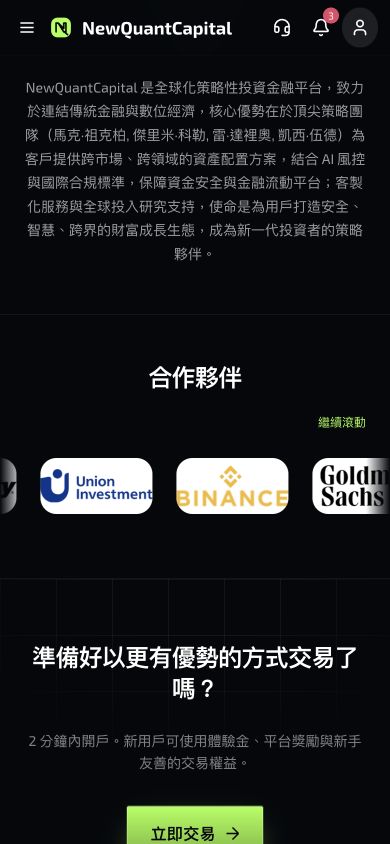 NewQuantCapital
3
NewQuantCapital 是全球化策略性投資金融平台，致力
於連結傳統金融與數位經濟，核心優勢在於頂尖策略團
隊（馬克·祖克柏, 傑里米·科勒, 雷·達裡奧, 凱西·伍德）為
客戶提供跨市場、跨領域的資產配置方案，結合 AI 風控
與國際合規標準，保障資金安全與金融流動平台；客製
化服務與全球投入研究支持，使命是為用戶打造安全、
智慧、跨界的財富成長生態，成為新一代投資者的策略
夥伴。
合作夥伴
繼續滾動
y.
Union
Investment
BINANCE
Goldm
Sachs
準備好以更有優勢的方式交易了
嗎？
2 分鐘內開戶。新用戶可使用體驗金、平台獎勵與新手
友善的交易權益。
立即交易 →